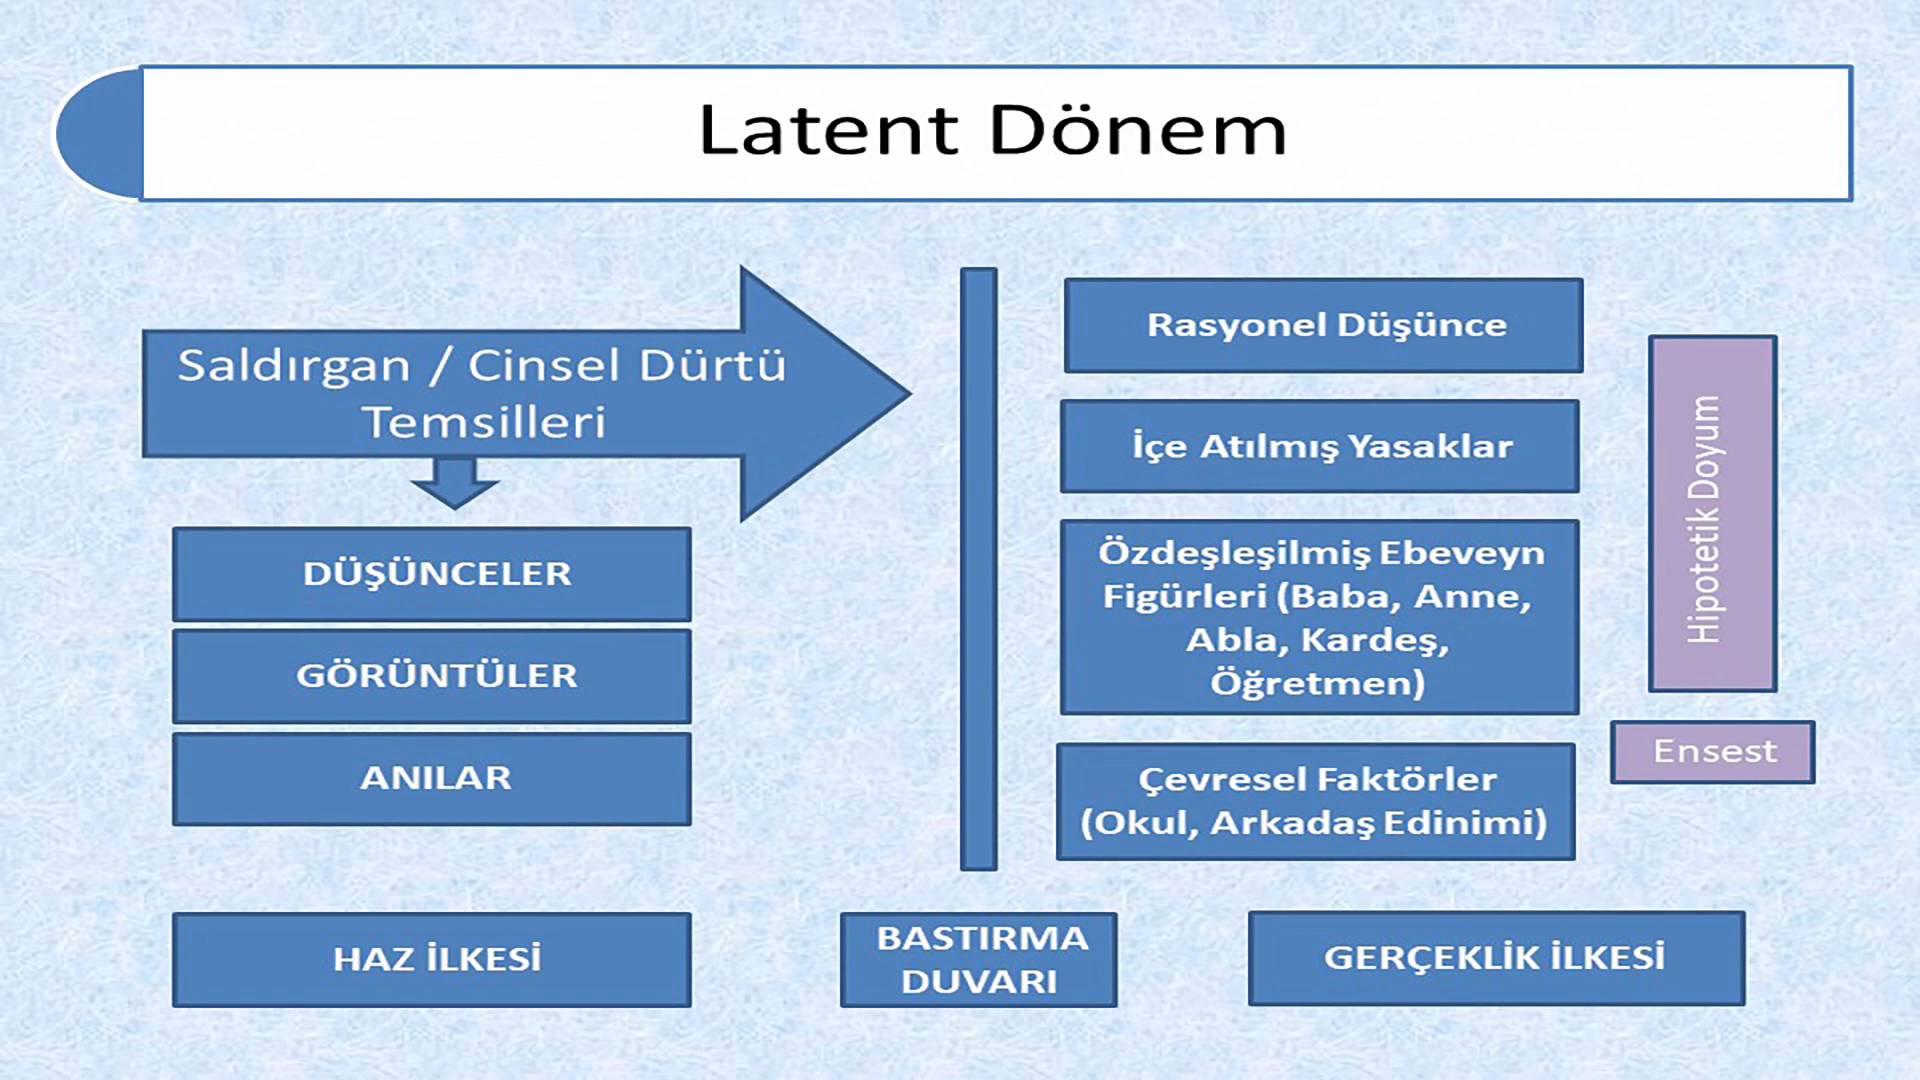 Latent Dönem
Saldırgan / Cinsel Dürtü
Temsilleri
DÜŞÜNCELER
GÖRÜNTÜLER
ANILAR
HAZ İLKESİ
BASTIRMA
DUVARI
Rasyonel Düşünce
İçe Atılmış Yasaklar
Özdeşleşilmiş Ebeveyn
Figürleri (Baba, Anne,
Abla, Kardeş,
Öğretmen)
Çevresel Faktörler
(Okul, Arkadaş Edinimi)
Hipotetik Doyum
Ensest
GERÇEKLİK İLKESİ